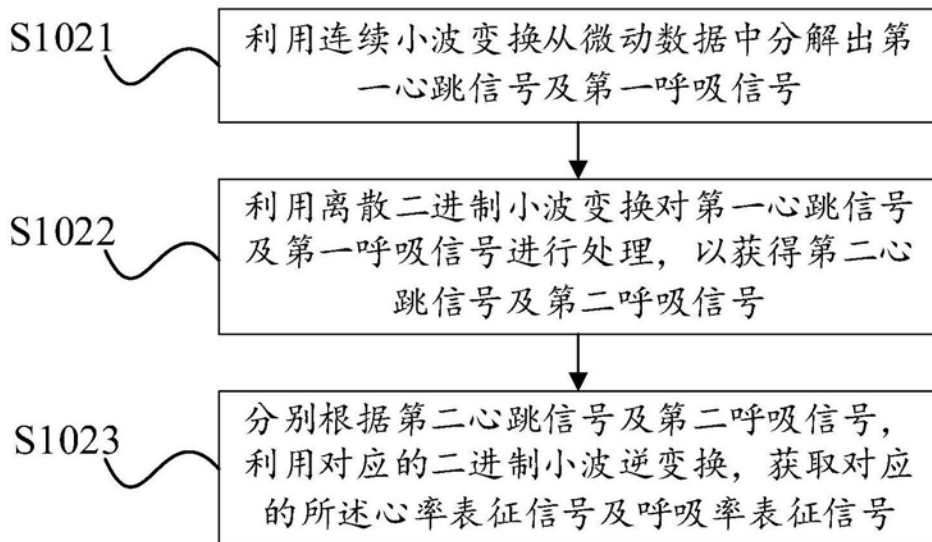 S1021
利用连续小波变换从微动数据中分解出第
一心跳信号及第一呼吸信号
S1022
利用离散二进制小波变换对第一心跳信号
及第一呼吸信号进行处理，以获得第二心
跳信号及第二呼吸信号
S1023
分别根据第二心跳信号及第二呼吸信号，
利用对应的二进制小波逆变换，获取对应
的所述心率表征信号及呼吸率表征信号